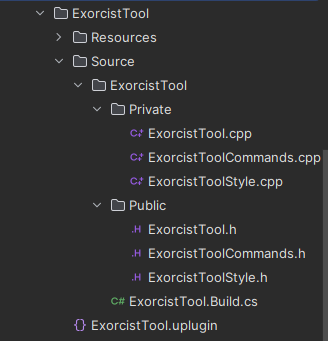 ExorcistTool
Resources
Source
ExorcistTool
Private
C++ ExorcistTool.cpp
C++ ExorcistToolCommands.cpp
C++ ExorcistToolStyle.cpp
Public
.H ExorcistTool.h
.H ExorcistToolCommands.h
.H ExorcistToolStyle.h
C# ExorcistTool.Build.cs
{} ExorcistTool.uplugin